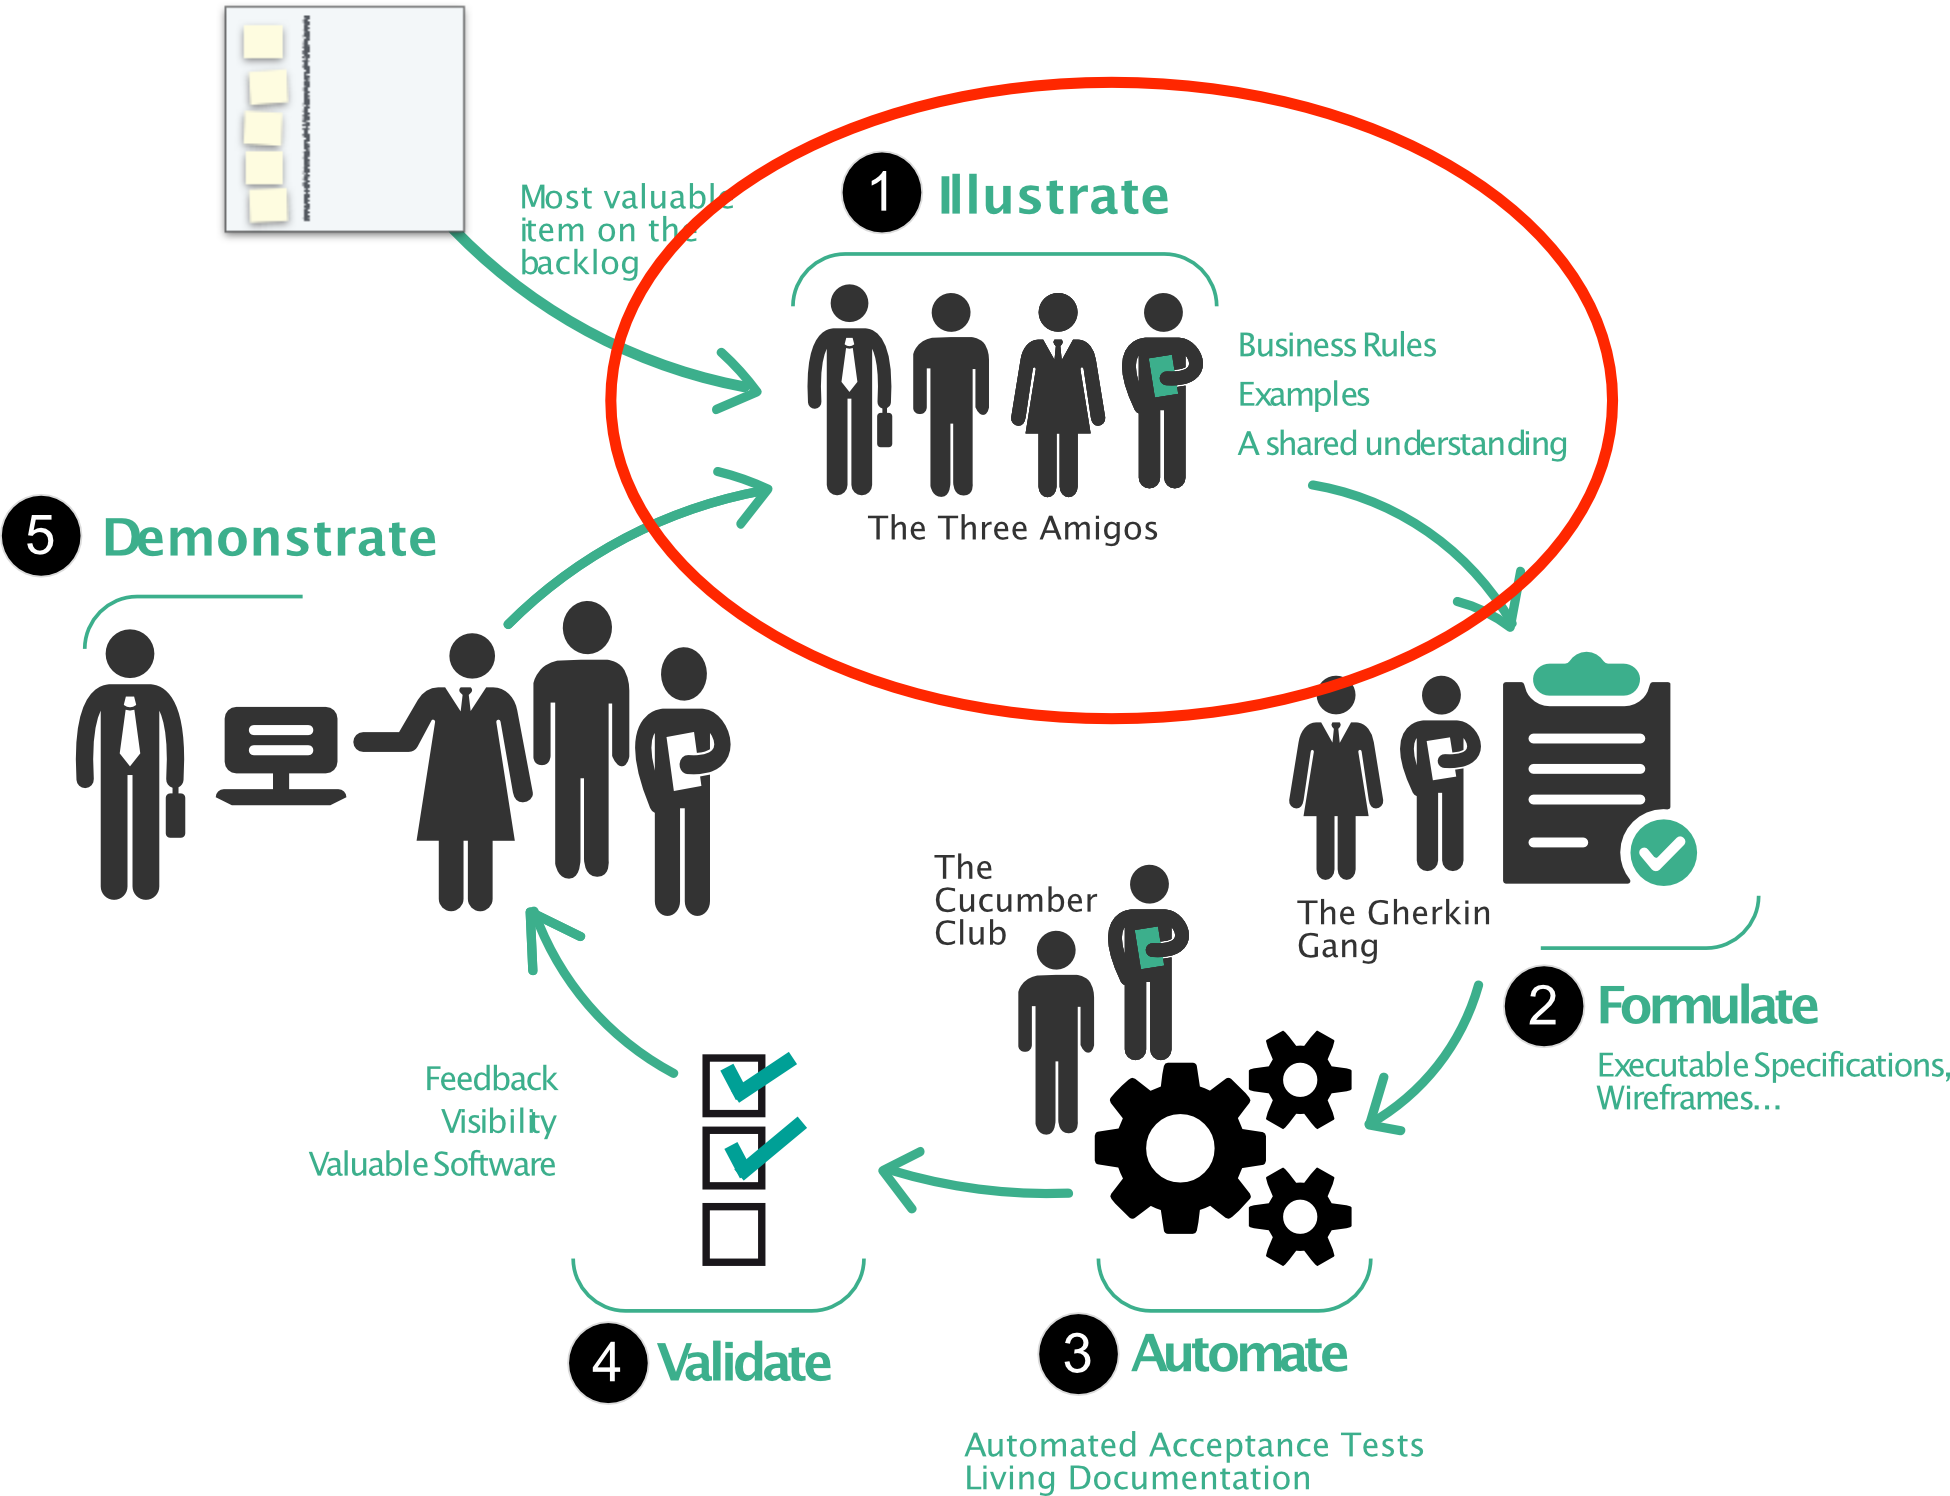 Most valuable
item on the
backlog
1
Illustrate
Business Rules
Examples
A shared understanding
The Three Amigos
5
Demonstrate
The
Cucumber
Club
The Gherkin
Gang
2
Formulate
Executable Specifications,
Wireframes...
Feedback
Visibility
Valuable Software
4
Validate
3
Automate
Automated Acceptance Tests
Living Documentation